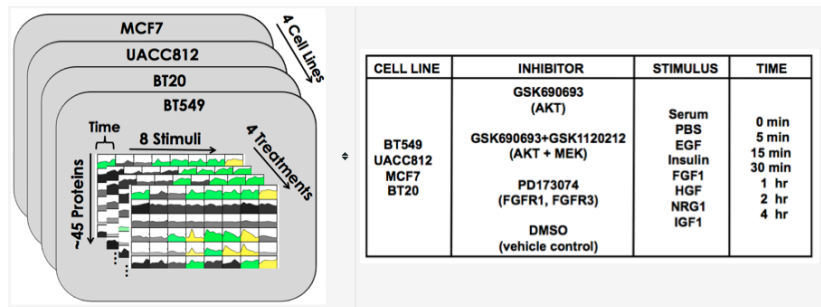 MCF7
UACC812
BT20
BT549
4 Cell Lines
Time
8 Stimuli
4 Treatments
~45 Proteins
CELL LINE
BT549
UACC812
MCF7
BT20
INHIBITOR
GSK690693
(AKT)
GSK690693+GSK1120212
(AKT + MEK)
PD173074
(FGFR1, FGFR3)
DMSO
(vehicle control)
STIMULUS
Serum
PBS
EGF
Insulin
FGF1
HGF
NRG1
IGF1
TIME
0 min
5 min
15 min
30 min
1 hr
2 hr
4 hr